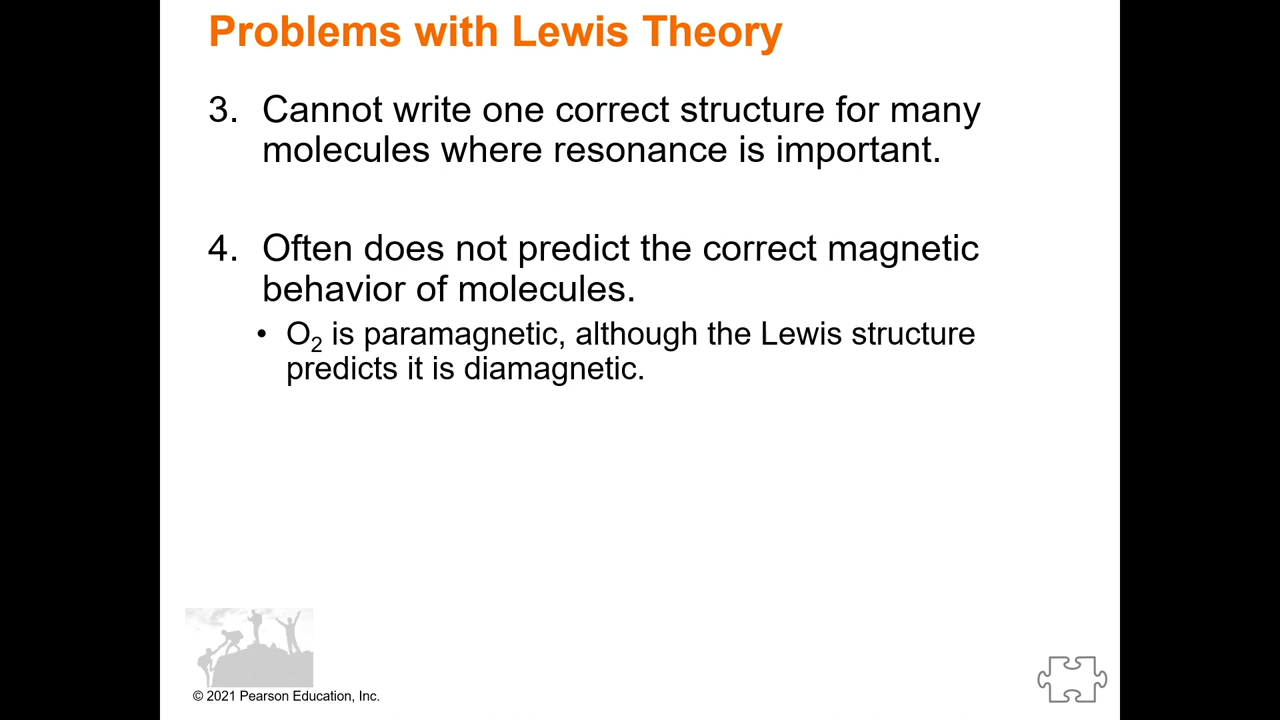 Problems with Lewis Theory
3. Cannot write one correct structure for many
molecules where resonance is important.
4. Often does not predict the correct magnetic
behavior of molecules.
• O₂ is paramagnetic, although the Lewis structure
predicts it is diamagnetic.
© 2021 Pearson Education, Inc.